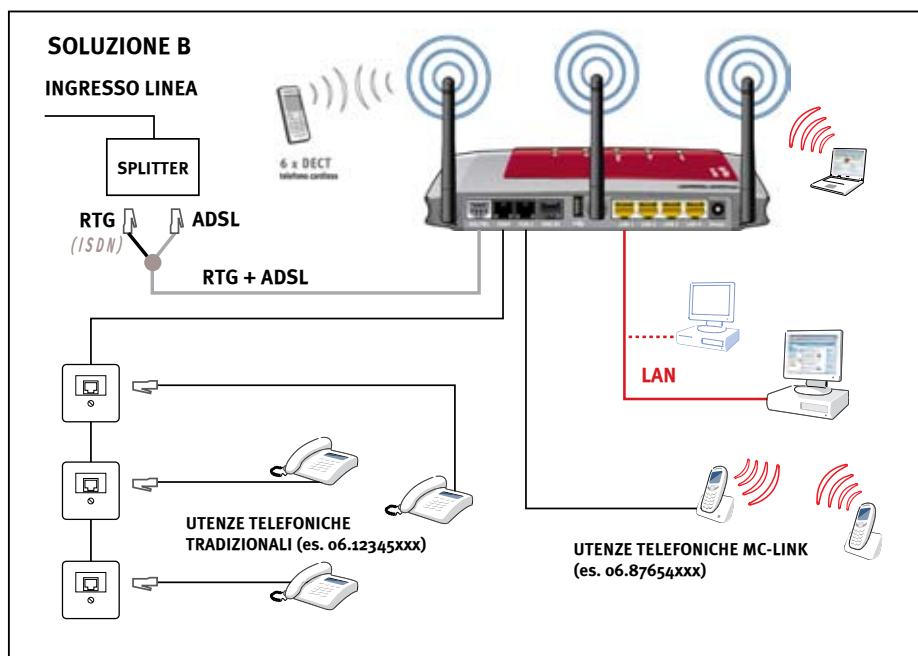 SOLUZIONE B
INGRESSO LINEA
SPLITTER
RTG
(ISDN)
ADSL
RTG + ADSL
6 x DECT
telefono cordless
LAN
UTENZE TELEFONICHE
TRADIZIONALI (es. 06.12345xxx)
UTENZE TELEFONICHE MC-LINK
(es. 06.87654xxx)